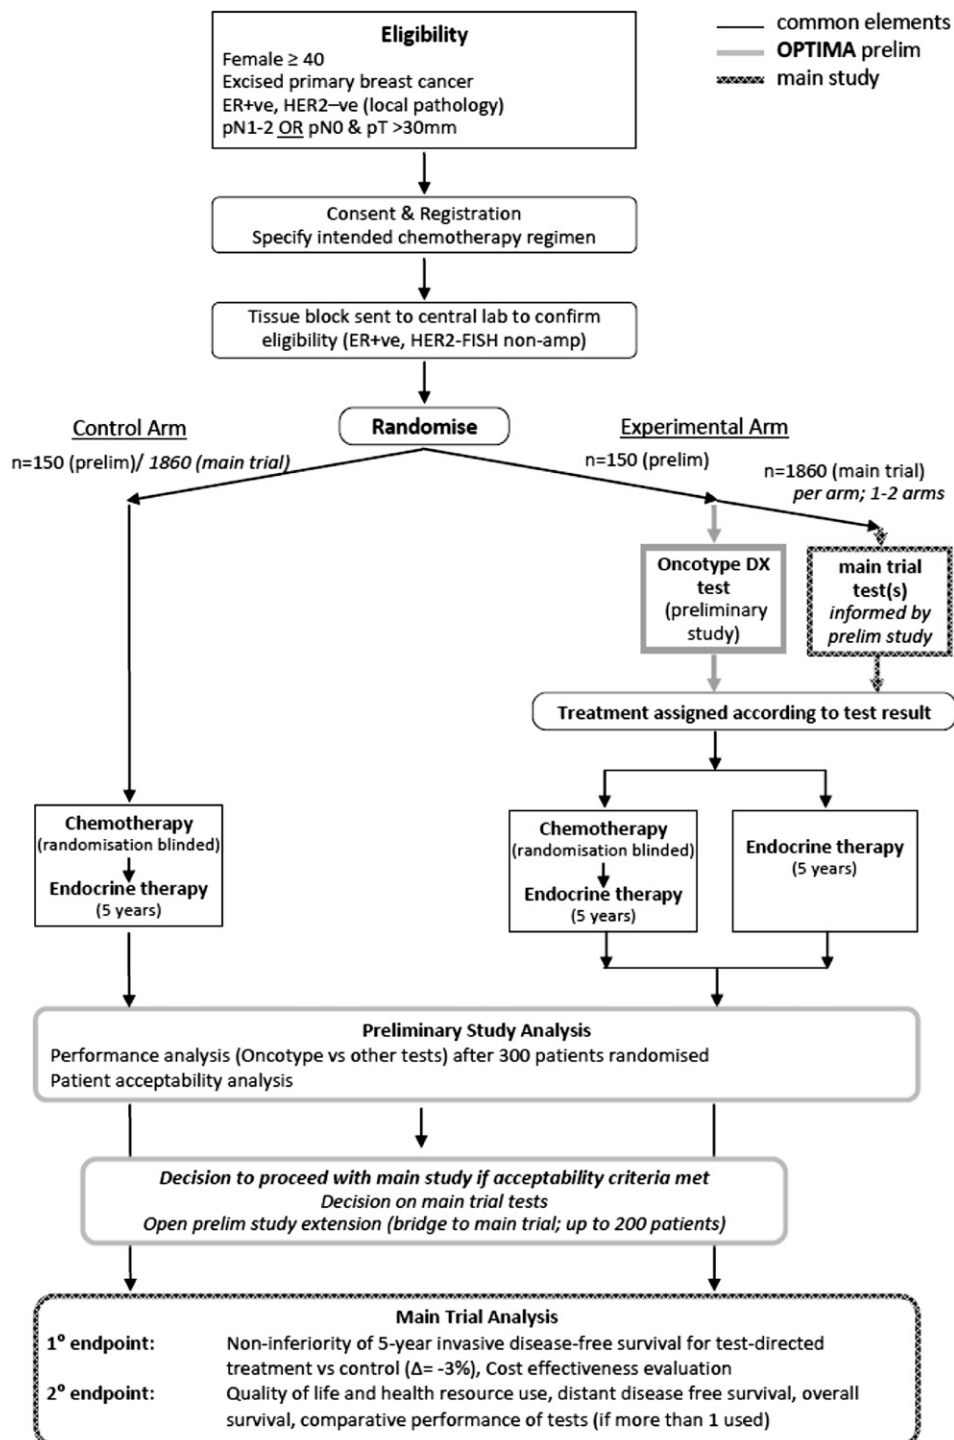 Eligibility
Female ≥ 40
Excised primary breast cancer
ER+ve, HER2–ve (local pathology)
pN1-2 OR pN0 & pT >30mm
common elements
OPTIMA prelim
main study
Consent & Registration
Specify intended chemotherapy regimen
Tissue block sent to central lab to confirm
eligibility (ER+ve, HER2-FISH non-amp)
Randomise
Control Arm
n=150 (prelim)/ 1860 (main trial)
Experimental Arm
n=150 (prelim)
n=1860 (main trial)
per arm; 1-2 arms
Oncotype DX
test
(preliminary
study)
main trial
test(s)
informed by
prelim study
Treatment assigned according to test result
Chemotherapy
(randomisation blinded)
Endocrine therapy
(5 years)
Chemotherapy
(randomisation blinded)
Endocrine therapy
(5 years)
Endocrine therapy
(5 years)
Preliminary Study Analysis
Performance analysis (Oncotype vs other tests) after 300 patients randomised
Patient acceptability analysis
Decision to proceed with main study if acceptability criteria met
Decision on main trial tests
Open prelim study extension (bridge to main trial; up to 200 patients)
Main Trial Analysis
1° endpoint: Non-inferiority of 5-year invasive disease-free survival for test-directed
treatment vs control (Δ= -3%), Cost effectiveness evaluation
2° endpoint: Quality of life and health resource use, distant disease free survival, overall
survival, comparative performance of tests (if more than 1 used)